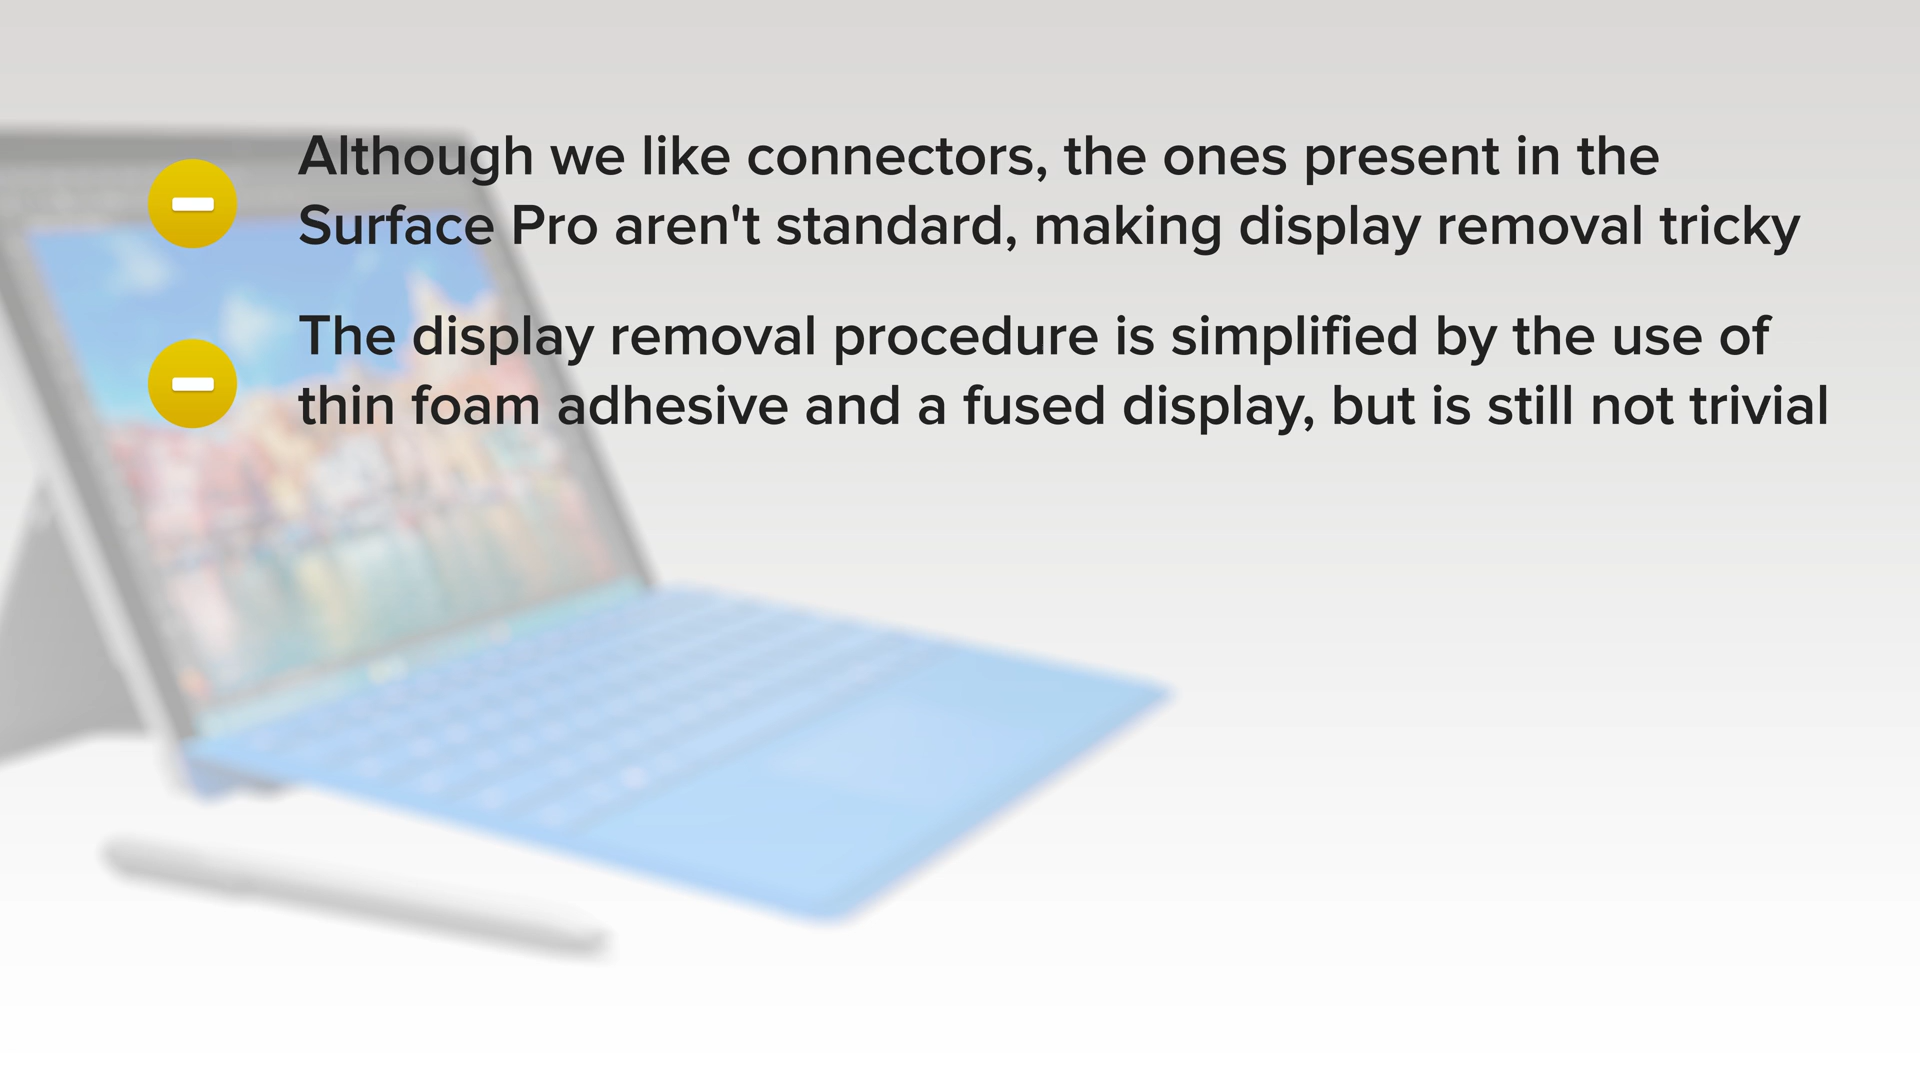 Although we like connectors, the ones present in the
Surface Pro aren't standard, making display removal tricky
The display removal procedure is simplified by the use of
thin foam adhesive and a fused display, but is still not trivial